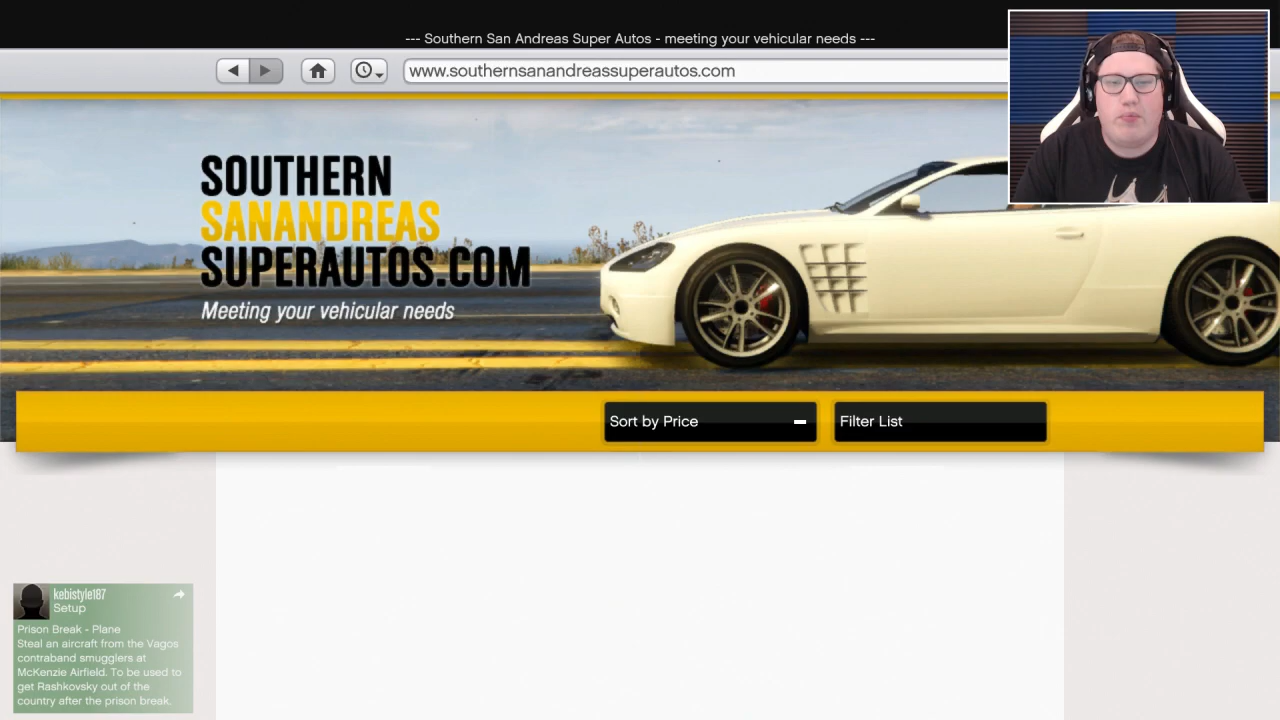 --- Southern San Andreas Super Autos - meeting your vehicular needs ---
www.southernsanandreassuperautos.com
SOUTHERN
SANANDREAS
SUPERAUTOS.COM
Meeting your vehicular needs
Sort by Price
Filter List
kebistyle187
Setup
Prison Break - Plane
Steal an aircraft from the Vagos
contraband smugglers at
McKenzie Airfield. To be used to
get Rashkovsky out of the
country after the prison break.